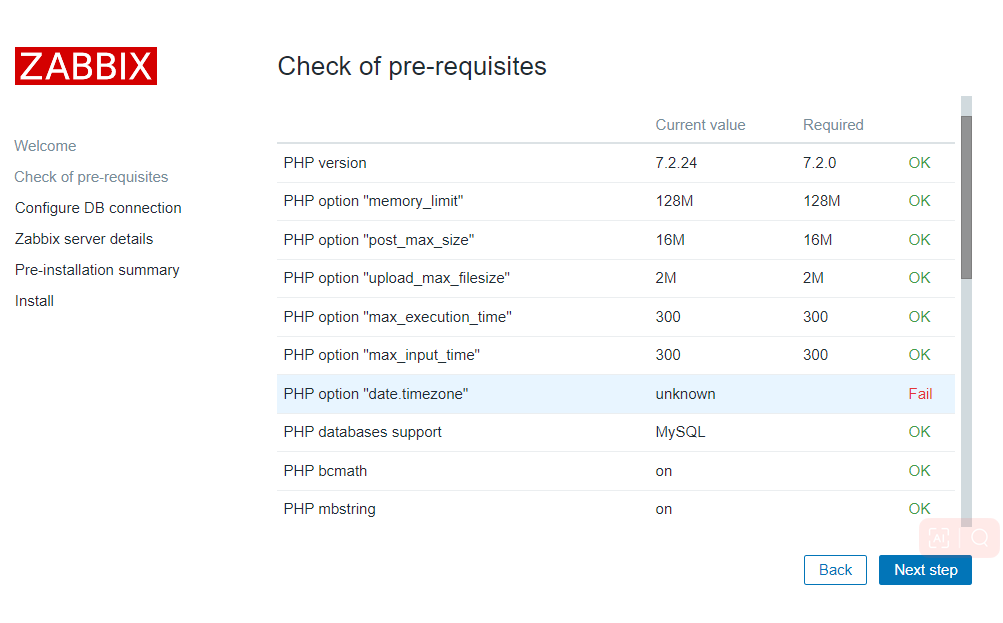 ZABBIX
Check of pre-requisites
Welcome
Check of pre-requisites
Configure DB connection
Zabbix server details
Pre-installation summary
Install
Current value Required
PHP version 7.2.24 7.2.0 OK
PHP option "memory_limit" 128M 128M OK
PHP option "post_max_size" 16M 16M OK
PHP option "upload_max_filesize" 2M 2M OK
PHP option "max_execution_time" 300 300 OK
PHP option "max_input_time" 300 300 OK
PHP option "date.timezone" unknown Fail
PHP databases support MySQL OK
PHP bcmath on OK
PHP mbstring on OK
AI
Back Next step